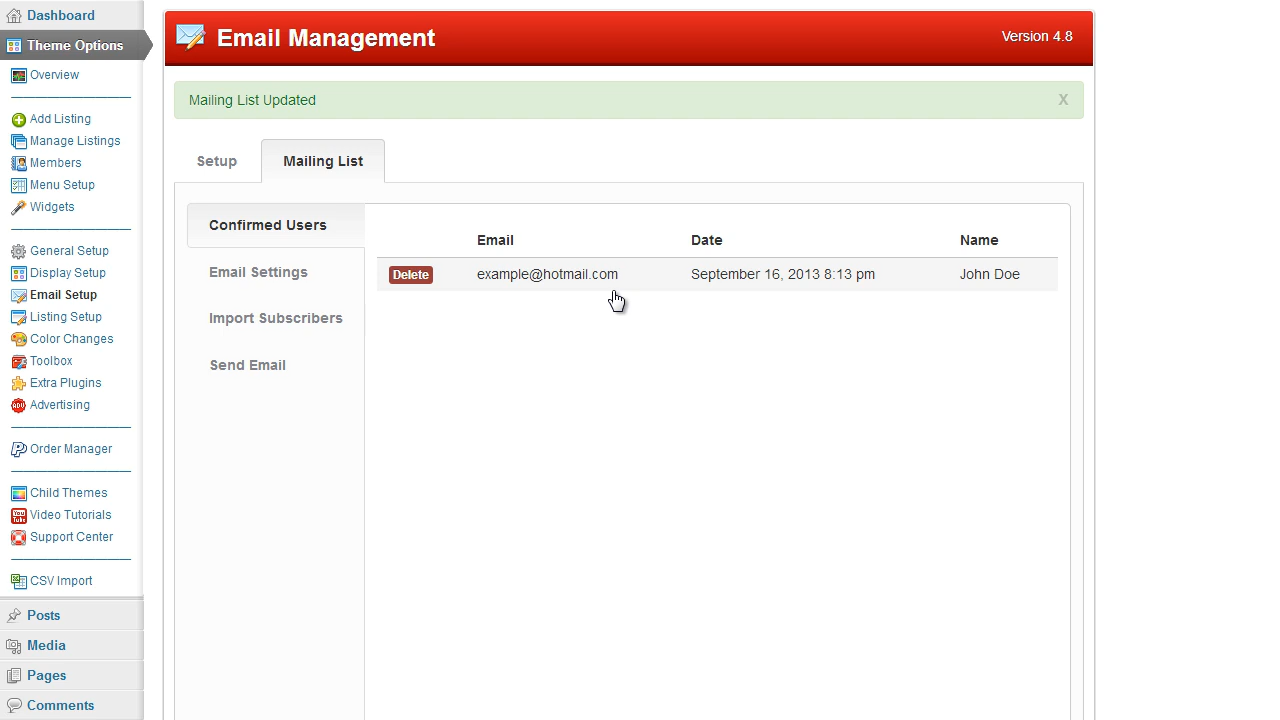 Dashboard
Theme Options
Overview
Add Listing
Manage Listings
Members
Menu Setup
Widgets
General Setup
Display Setup
Email Setup
Listing Setup
Color Changes
Toolbox
Extra Plugins
Advertising
Order Manager
Child Themes
Video Tutorials
Support Center
CSV Import
Posts
Media
Pages
Comments
Email Management
Version 4.8
Mailing List Updated
X
Setup
Mailing List
Confirmed Users
Email Settings
Import Subscribers
Send Email
Email Date Name
Delete example@hotmail.com September 16, 2013 8:13 pm John Doe